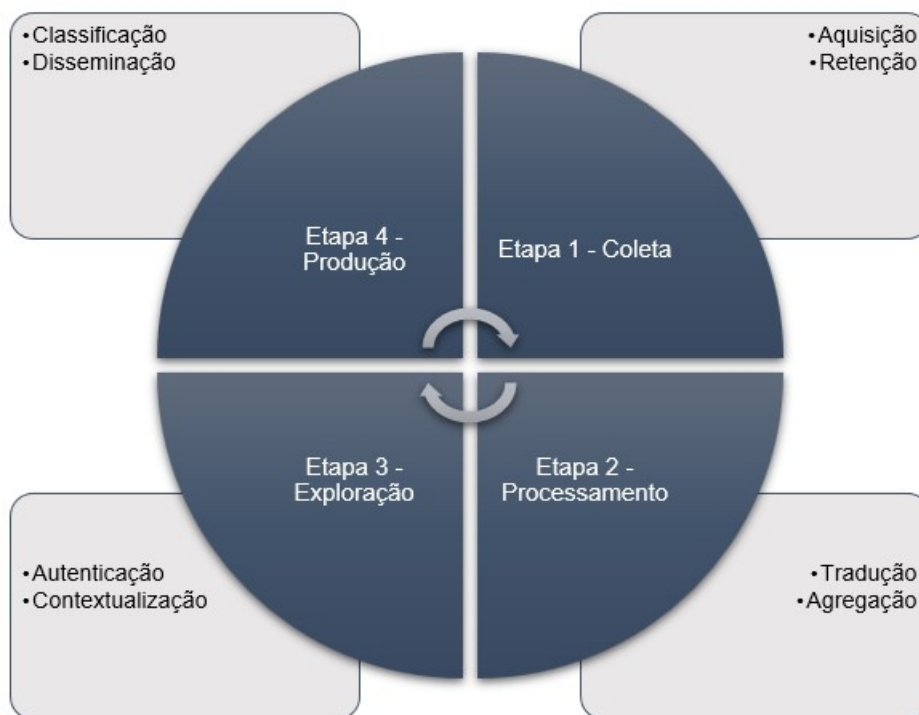 •Classificação
•Disseminação
•Aquisição
•Retenção
Etapa 4 -
Produção
Etapa 1 - Coleta
Etapa 3 -
Exploração
Etapa 2 -
Processamento
•Autenticação
•Contextualização
•Tradução
•Agregação